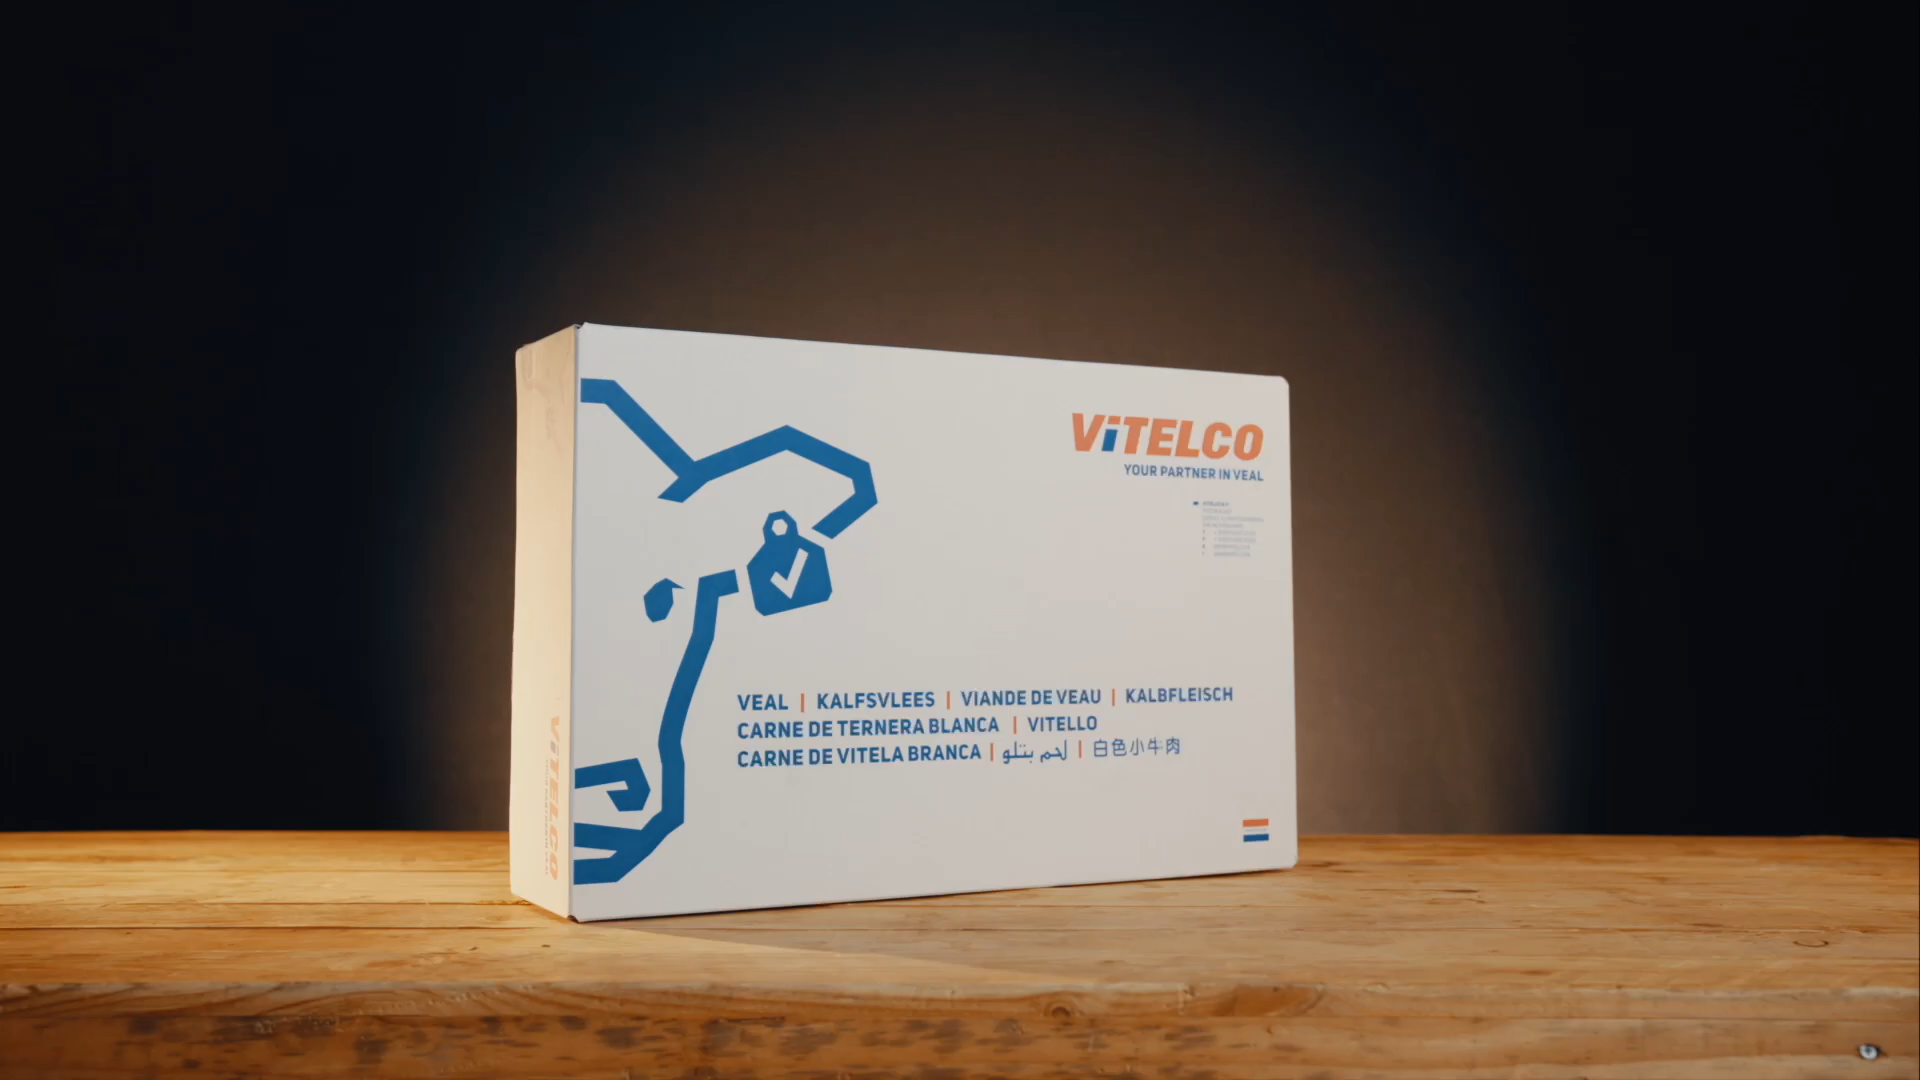 ViTELCO
YOUR PARTNER IN VEAL
VEAL | KALFSVLEES | VIANDE DE VEAU | KALBFLEISCH
CARNE DE TERNERA BLANCA | VITELLO
CARNE DE VITELA BRANCA | لحم بتلو | 白色小牛肉
ViTELCO